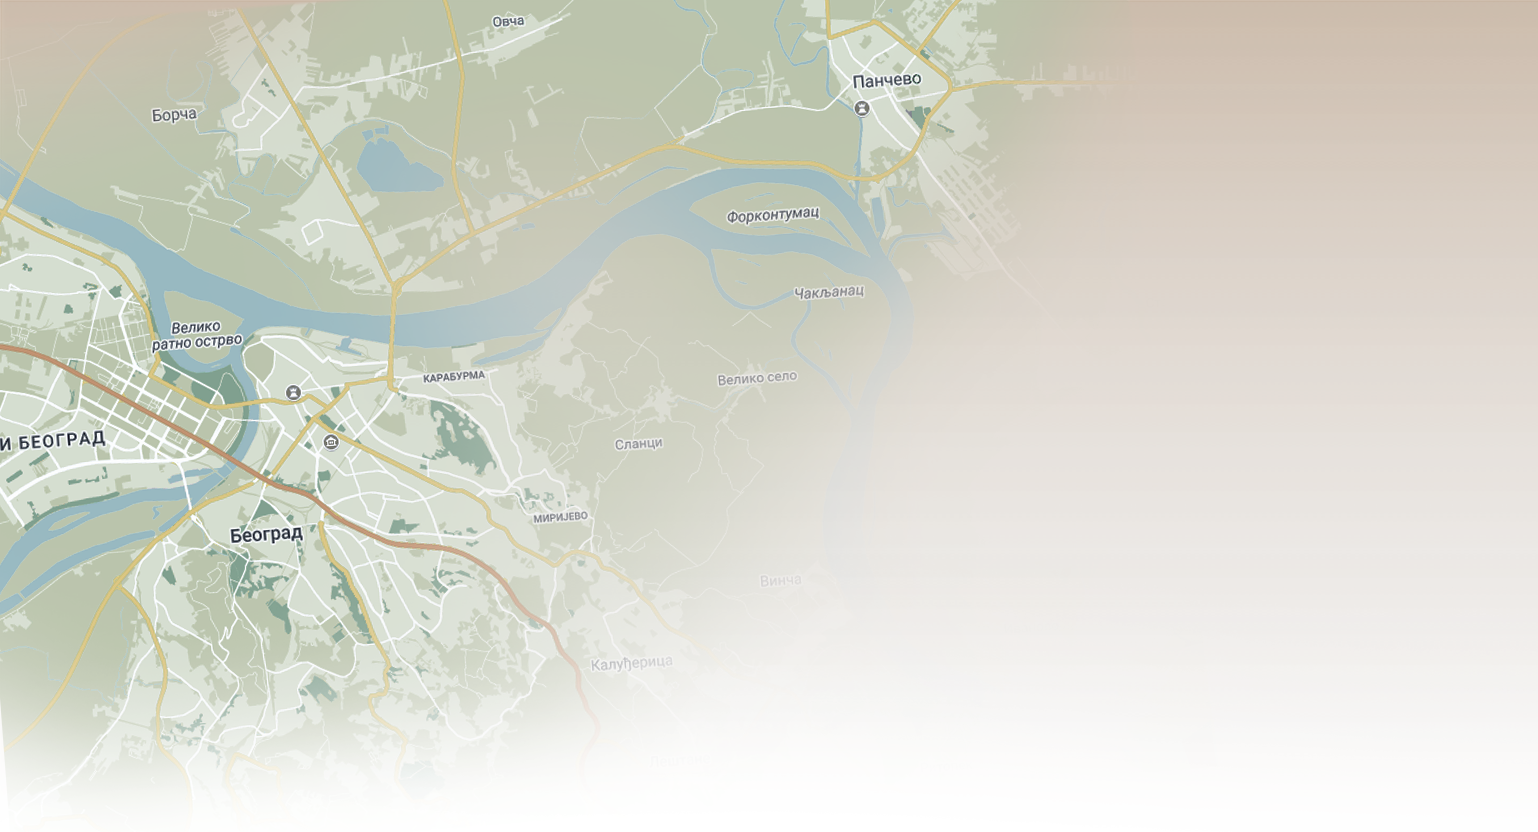 Овча
Панчево
Борча
Форконтумац
Чакљанац
Велико
ратно острво
КАРАБУРМА
Велико село
И БЕОГРАД
Сланци
МИРИЈЕВО
Београд
Винча
Калуђерица